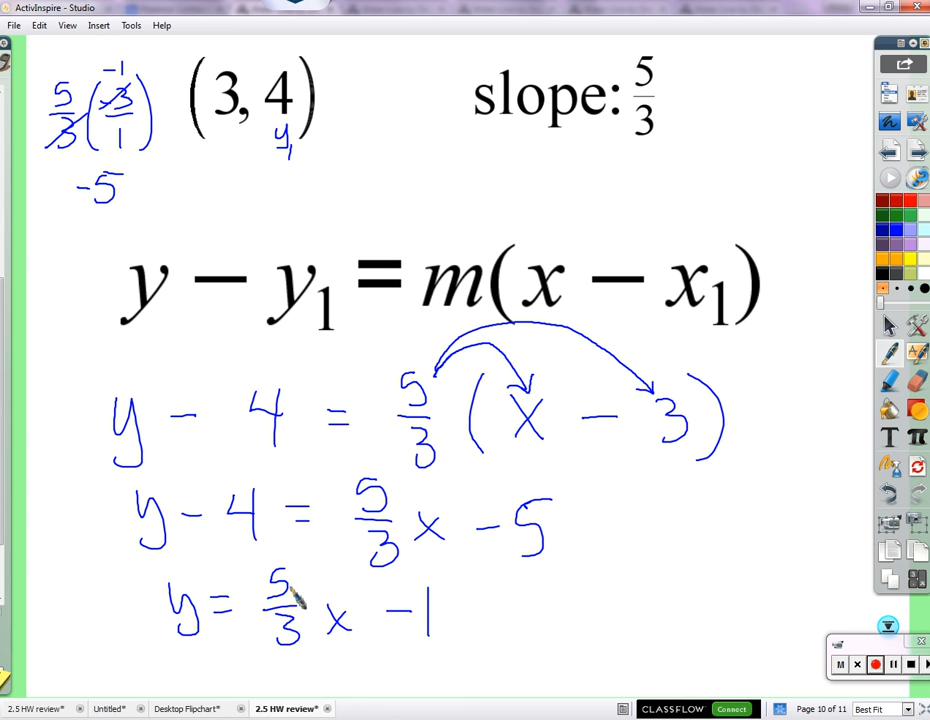 ActivInspire - Studio
File Edit View Insert Tools Help
5/3 (-3/1) -1
(3, 4)
y₁
slope: 5/3
-5
y − y₁ = m(x − x₁)
y - 4 = 5/3 (x - 3)
y - 4 = 5/3 x - 5
y = 5/3 x - 1
M
2.5 HW review* Untitled* Desktop Flipchart* 2.5 HW review* CLASSFLOW Connect Page 10 of 11 Best Fit